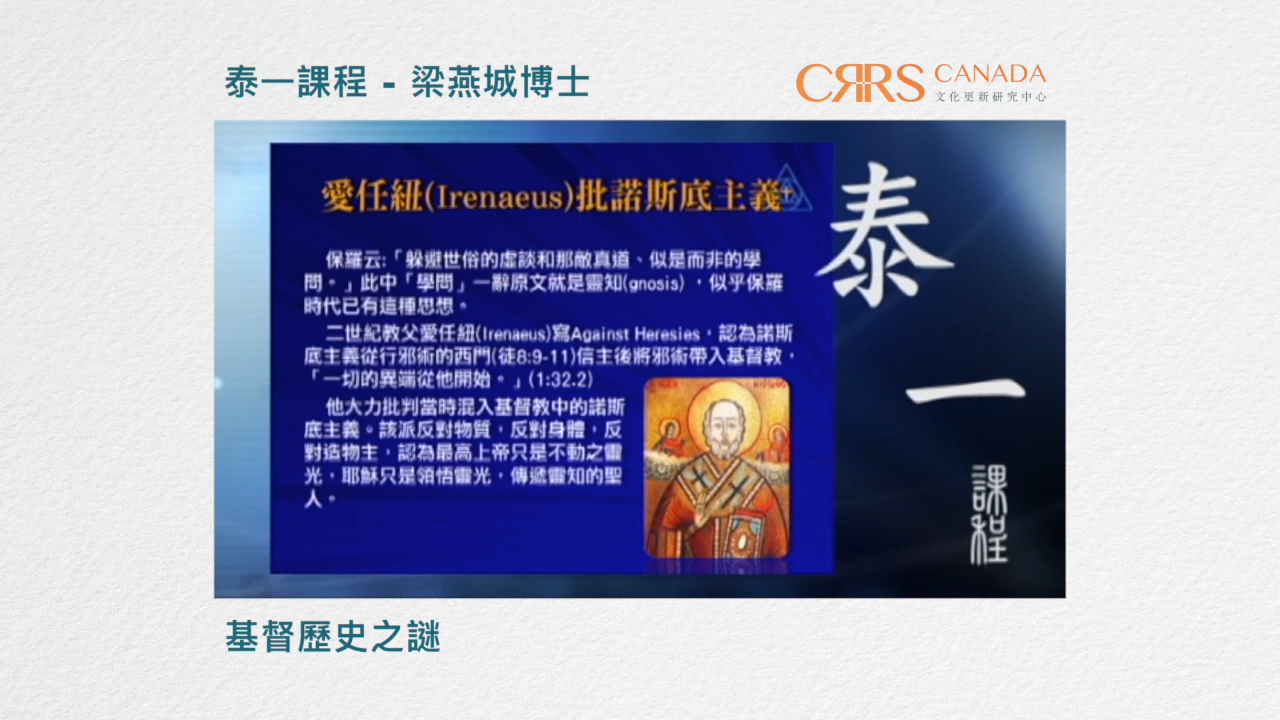 泰一課程 - 梁燕城博士
CRRS CANADA
文化更新研究中心
愛任紐(Irenaeus)批諾斯底主義
保羅云:「躲避世俗的虛談和那敵真道、似是而非的學
問。」此中「學問」一辭原文就是靈知(gnosis),似乎保羅
時代已有這種思想。
二世紀教父愛任紐(Irenaeus)寫Against Heresies,認為諾斯
底主義從行邪術的西門(徒8:9-11)信主後將邪術帶入基督教,
「一切的異端從他開始。」(1:32.2)
他大力批判當時混入基督教中的諾斯
底主義。該派反對物質,反對身體,反
對造物主,認為最高上帝只是不動之靈
光,耶穌只是領悟靈光,傳遞靈知的聖
人。
泰
一
課程
基督歷史之謎